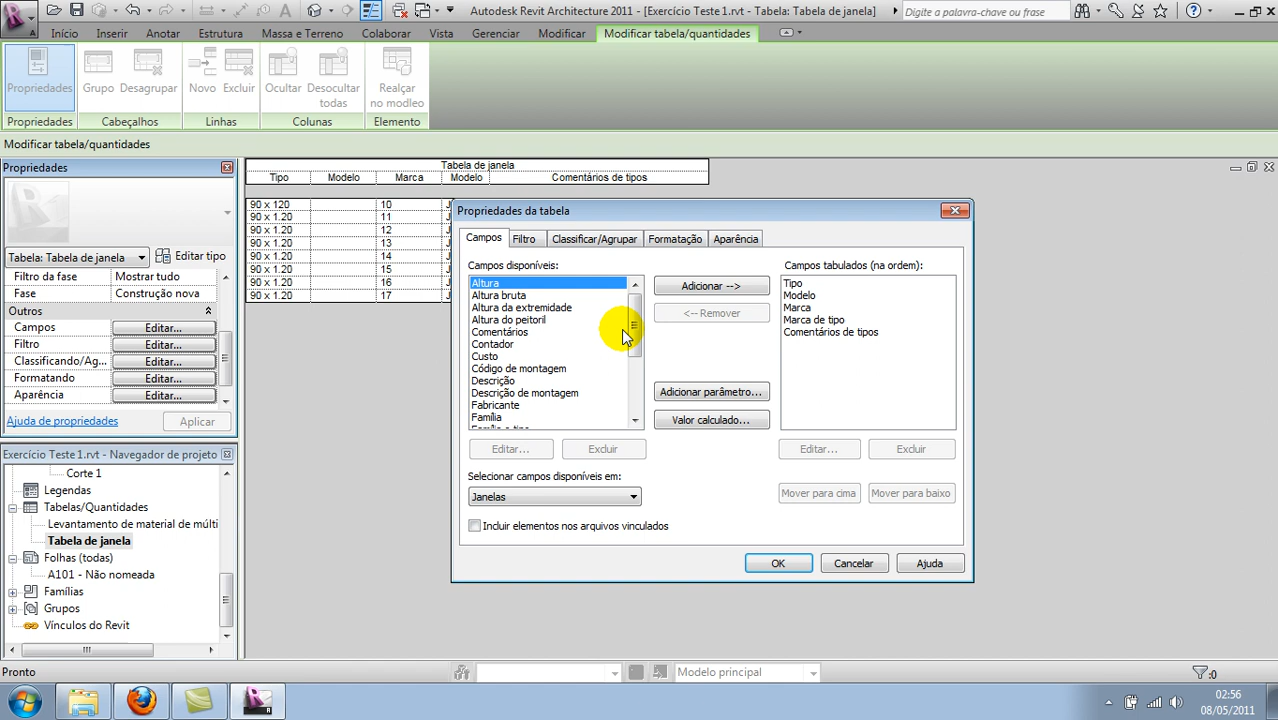 Autodesk Revit Architecture 2011 - [Exercício Teste 1.rvt - Tabela: Tabela de janela]
Digite a palavra-chave ou frase
Início Inserir Anotar Estrutura Massa e Terreno Colaborar Vista Gerenciar Modificar Modificar tabela/quantidades
Propriedades Grupo Desagrupar Novo Excluir Ocultar Desocultar todas Realçar no modleo
Propriedades Cabeçalhos Linhas Colunas Elemento
Modificar tabela/quantidades
Propriedades
Tabela: Tabela de janela
Editar tipo
Filtro da fase Mostrar tudo
Fase Construção nova
Outros
Campos Editar...
Filtro Editar...
Classificando/Ag... Editar...
Formatando Editar...
Aparência Editar...
Ajuda de propriedades Aplicar
Exercício Teste 1.rvt - Navegador de projeto
Corte 1
Legendas
Tabelas/Quantidades
Levantamento de material de múlti
Tabela de janela
Folhas (todas)
A101 - Não nomeada
Famílias
Grupos
Vínculos do Revit
Tabela de janela
Tipo Modelo Marca Modelo Comentários de tipos
90 x 120 10
90 x 1.20 11
90 x 1.20 12
90 x 1.20 13
90 x 1.20 14
90 x 1.20 15
90 x 1.20 16
90 x 1.20 17
Propriedades da tabela
Campos Filtro Classificar/Agrupar Formatação Aparência
Campos disponíveis:
Altura
Altura bruta
Altura da extremidade
Altura do peitoril
Comentários
Contador
Custo
Código de montagem
Descrição
Descrição de montagem
Fabricante
Família
Família e tipo
Adicionar -->
<-- Remover
Adicionar parâmetro...
Valor calculado...
Campos tabulados (na ordem):
Tipo
Modelo
Marca
Marca de tipo
Comentários de tipos
Editar... Excluir Editar... Excluir
Selecionar campos disponíveis em:
Janelas
Mover para cima Mover para baixo
Incluir elementos nos arquivos vinculados
OK Cancelar Ajuda
Pronto
Modelo principal
:0
02:56
08/05/2011